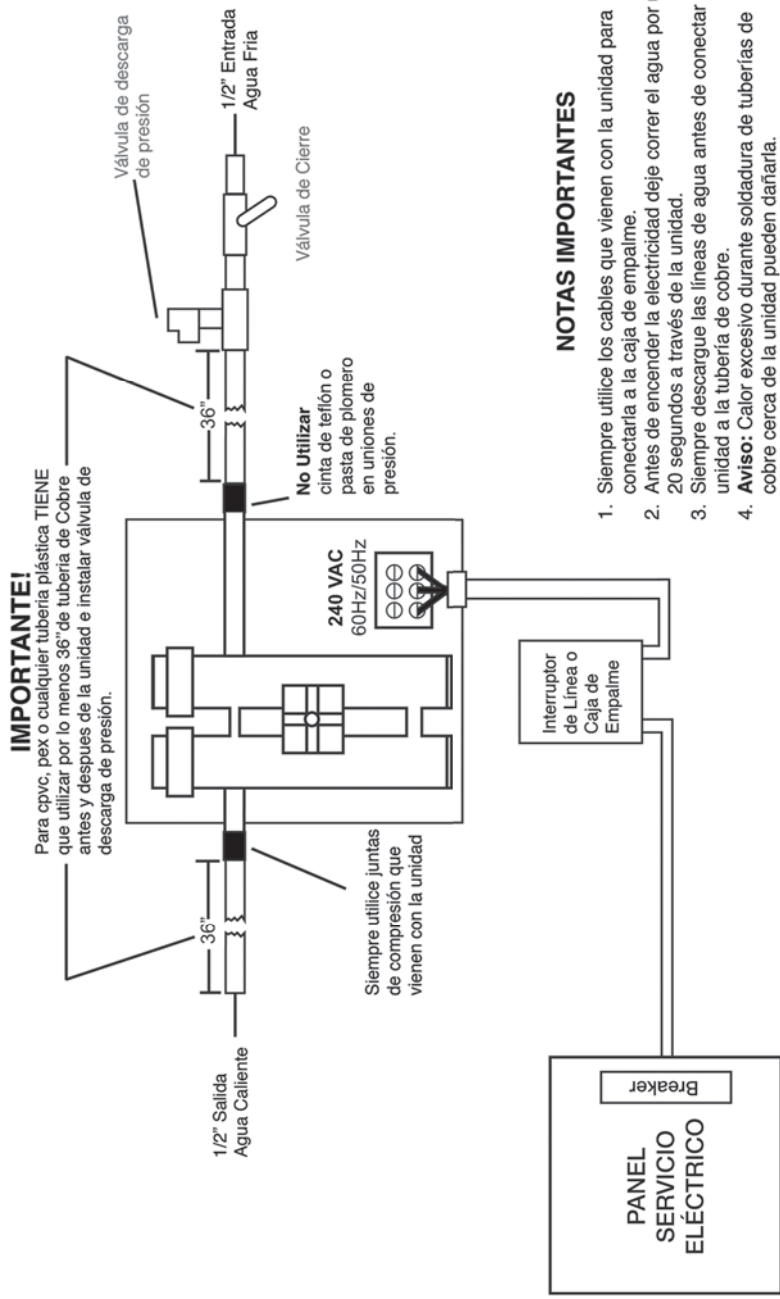 IMPORTANTE!
Para cpvc, pex o cualquier tuberia plástica TIENE
que utilizar por lo menos 36" de tuberia de Cobre
antes y despues de la unidad e instalar válvula de
descarga de presión.
Válvula de descarga
de presión
36"
36"
1/2" Salida
Agua Caliente
1/2" Entrada
Agua Fria
Válvula de Cierre
Siempre utilice juntas
de compresión que
vienen con la unidad
No Utilizar
cinta de teflón o
pasta de plomero
en uniones de
presión.
240 VAC
60Hz/50Hz
Interruptor
de Línea o
Caja de
Empalme
PANEL
SERVICIO
ELÉCTRICO
Breaker
NOTAS IMPORTANTES
1. Siempre utilice los cables que vienen con la unidad para
conectarla a la caja de empalme.
2. Antes de encender la electricidad deje correr el agua por
20 segundos a través de la unidad.
3. Siempre descargue las líneas de agua antes de conectar
unidad a la tubería de cobre.
4. Aviso: Calor excesivo durante soldadura de tuberías de
cobre cerca de la unidad pueden dañarla.